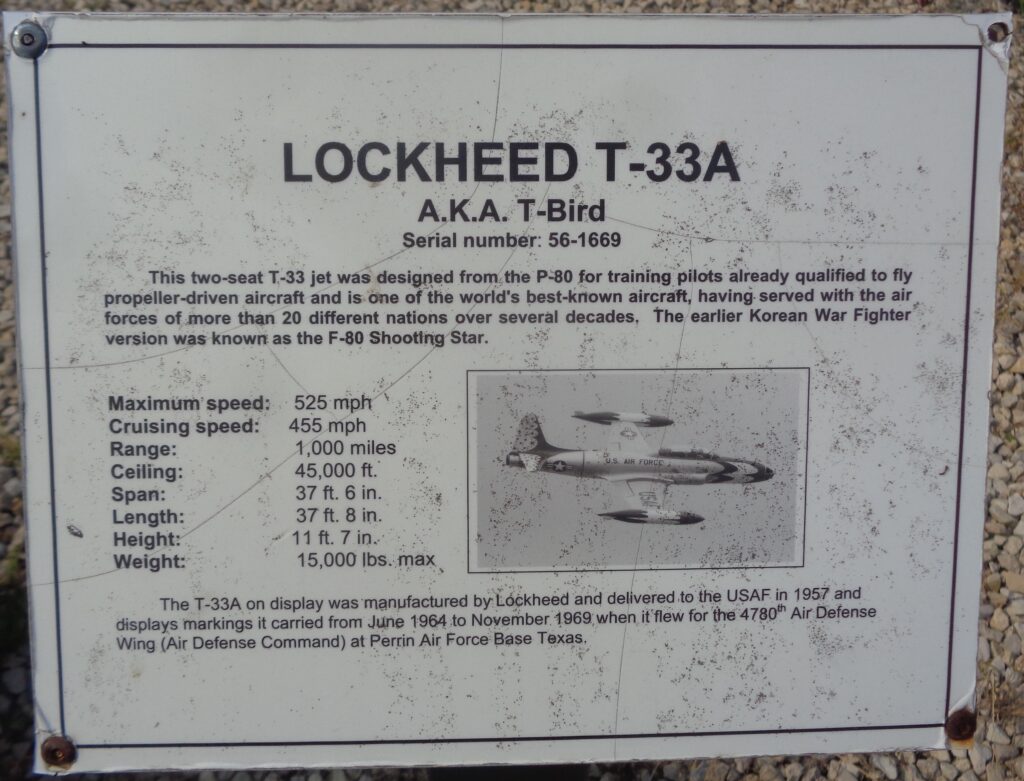 LOCKHEED T-33A
A.K.A. T-Bird
Serial number: 56-1669
This two-seat T-33 jet was designed from the P-80 for training pilots already qualified to fly
propeller-driven aircraft and is one of the world's best-known aircraft, having served with the air
forces of more than 20 different nations over several decades. The earlier Korean War Fighter
version was known as the F-80 Shooting Star.
Maximum speed: 525 mph
Cruising speed: 455 mph
Range: 1,000 miles
Ceiling: 45,000 ft.
Span: 37 ft. 6 in.
Length: 37 ft. 8 in.
Height: 11 ft. 7 in.
Weight: 15,000 lbs. max
U.S. AIR FORCE
The T-33A on display was manufactured by Lockheed and delivered to the USAF in 1957 and
displays markings it carried from June 1964 to November 1969 when it flew for the 4780th Air Defense
Wing (Air Defense Command) at Perrin Air Force Base Texas.